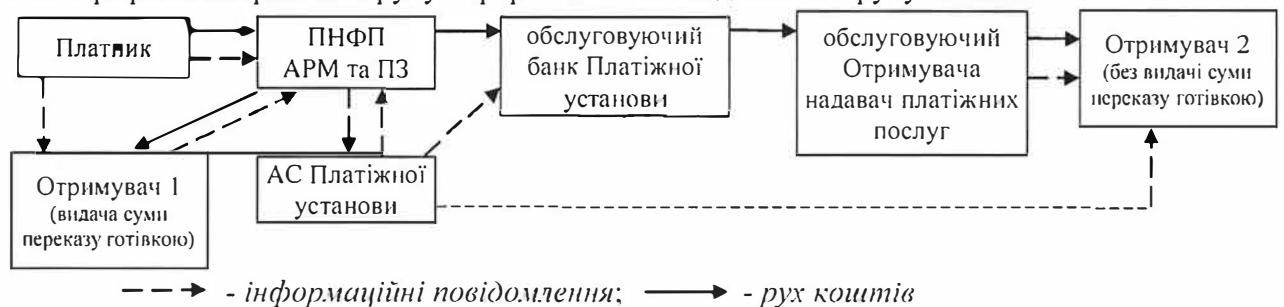 Платник
ПНФП
АРМ та ПЗ
обслуговуючий
банк Платіжної
установи
обслуговуючий
Отримувача
надавач платіжних
послуг
Отримувач 2
(без видачі суми
переказу готівкою)
Отримувач 1
(видача суми
переказу готівкою)
АС Платіжної
установи
- інформаційні повідомлення; - рух коштів